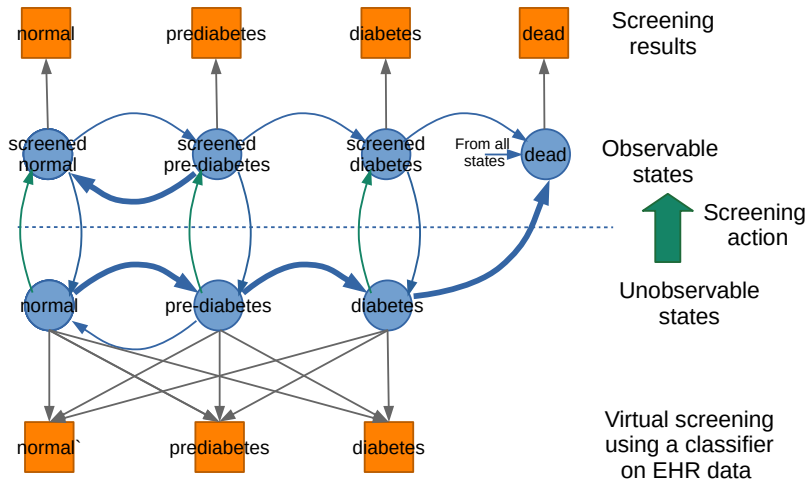 normal
prediabetes
diabetes
dead
Screening
results
screened
normal
screened
pre-diabetes
screened
diabetes
From all
states
dead
Observable
states
Screening
action
normal
pre-diabetes
diabetes
Unobservable
states
normal`
prediabetes
diabetes
Virtual screening
using a classifier
on EHR data